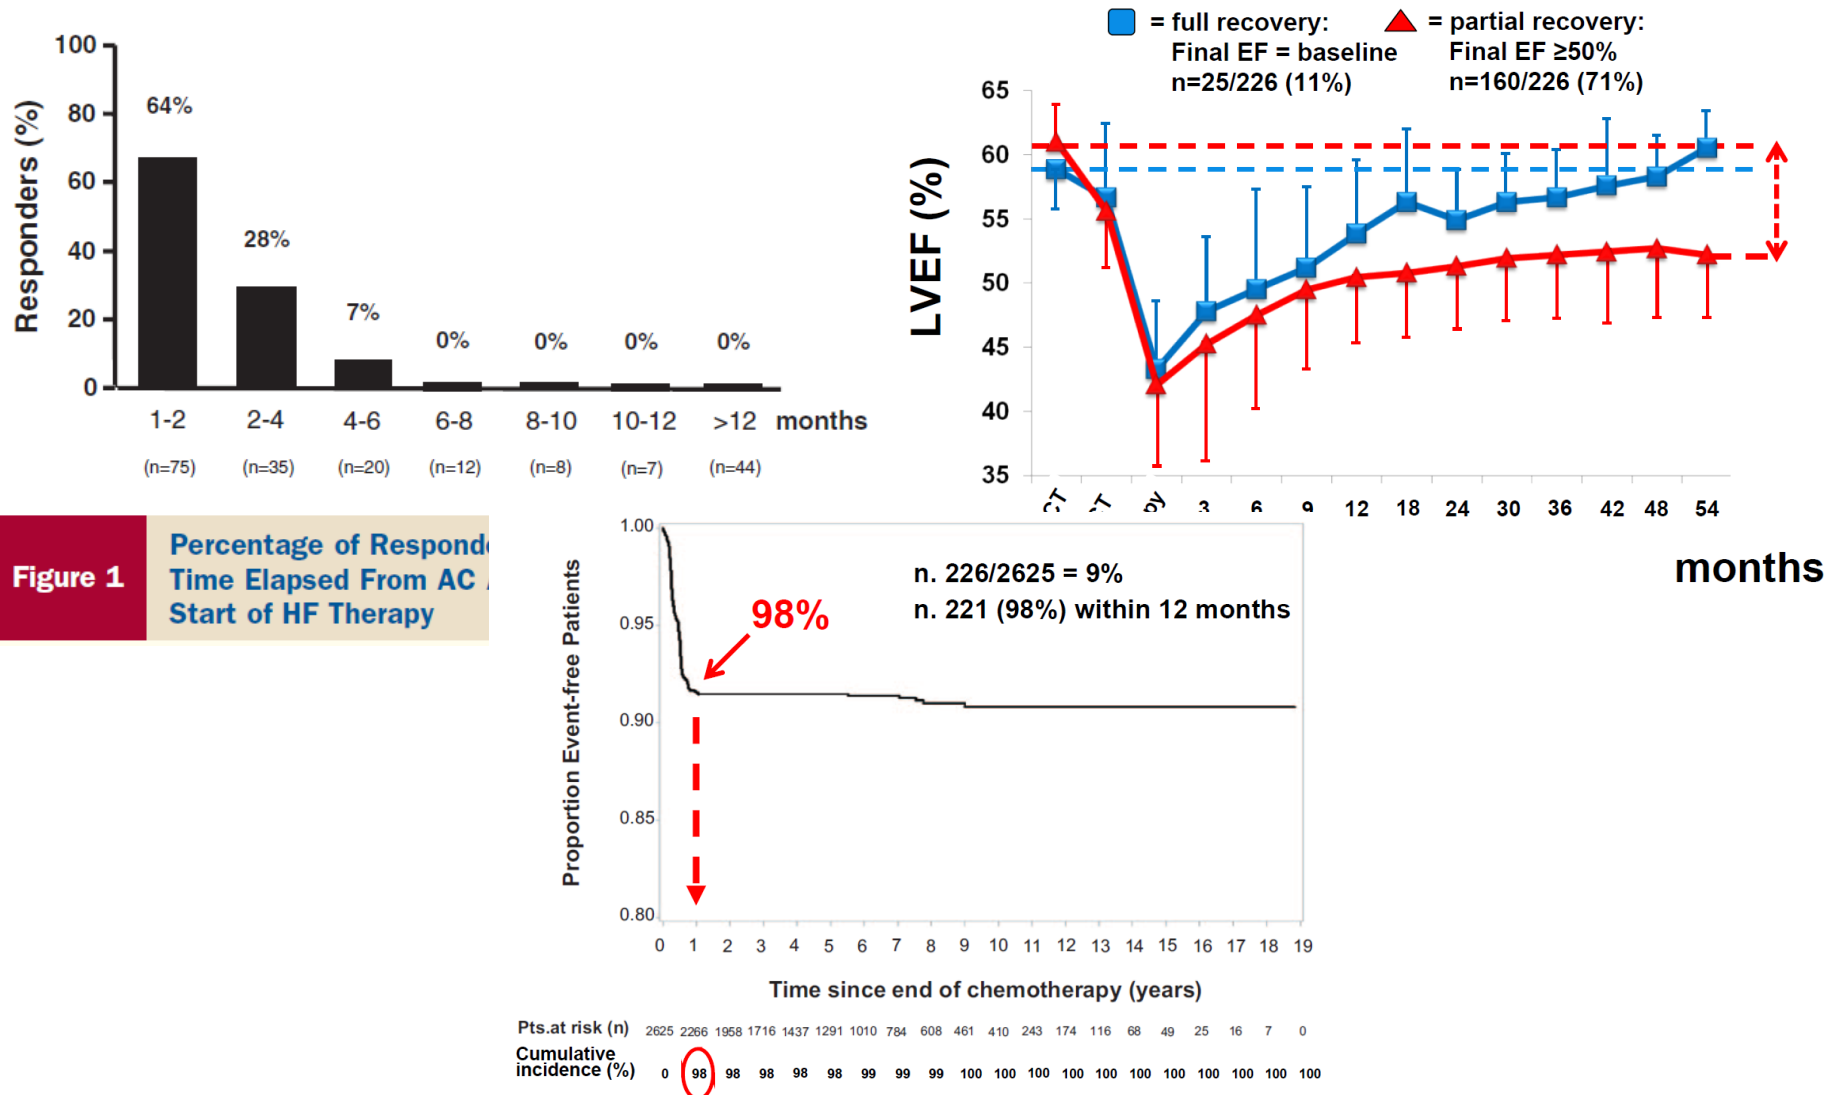 100
80
60
40
20
0
Responders (%)
64%
28%
7%
0%
0%
0%
0%
1-2 2-4 4-6 6-8 8-10 10-12 >12 months
(n=75) (n=35) (n=20) (n=12) (n=8) (n=7) (n=44)
Figure 1
Percentage of Responde
Time Elapsed From AC
Start of HF Therapy
= full recovery:
Final EF = baseline
n=25/226 (11%)
= partial recovery:
Final EF ≥50%
n=160/226 (71%)
LVEF (%)
65
60
55
50
45
40
35
CT CT py 3 6 9 12 18 24 30 36 42 48 54
months
Proportion Event-free Patients
1.00
0.95
0.90
0.85
0.80
98%
n. 226/2625 = 9%
n. 221 (98%) within 12 months
0 1 2 3 4 5 6 7 8 9 10 11 12 13 14 15 16 17 18 19
Time since end of chemotherapy (years)
Pts.at risk (n) 2625 2266 1958 1716 1437 1291 1010 784 608 461 410 243 174 116 68 49 25 16 7 0
Cumulative
incidence (%) 0 98 98 98 98 98 99 99 99 100 100 100 100 100 100 100 100 100 100 100